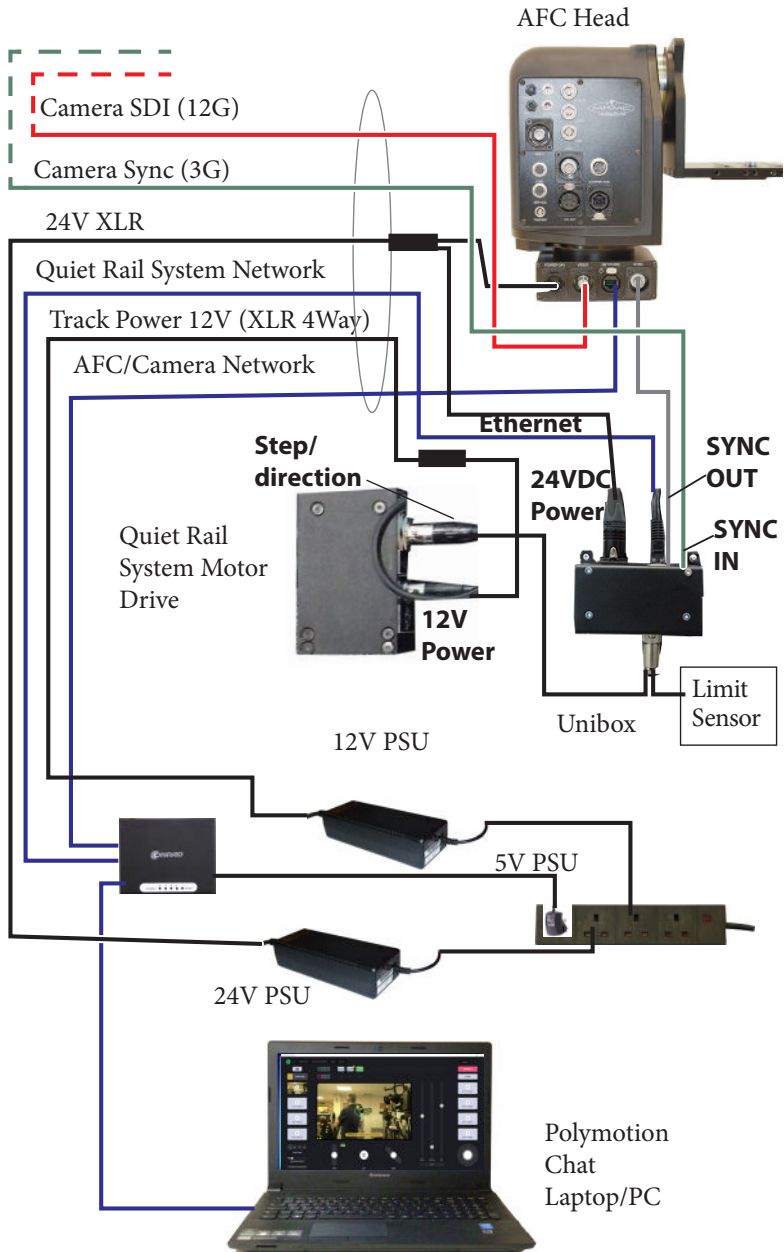 AFC Head
Camera SDI (12G)
Camera Sync (3G)
24V XLR
Quiet Rail System Network
Track Power 12V (XLR 4Way)
AFC/Camera Network
Ethernet
Step/
direction
24VDC
Power
SYNC
OUT
SYNC
IN
Quiet Rail
System Motor
Drive
12V
Power
Limit
Sensor
Unibox
12V PSU
5V PSU
24V PSU
Polymotion
Chat
Laptop/PC